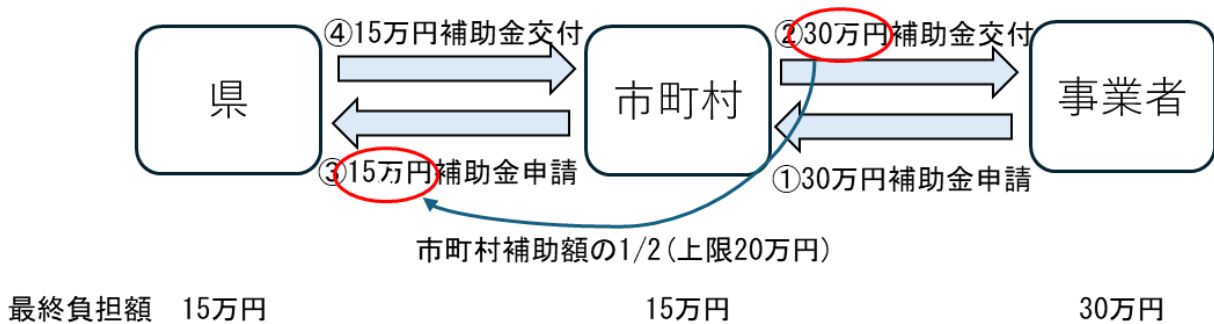 ④15万円補助金交付
②30万円補助金交付
県
市町村
事業者
③15万円補助金申請
①30万円補助金申請
市町村補助額の1/2(上限20万円)
最終負担額 15万円 15万円 30万円